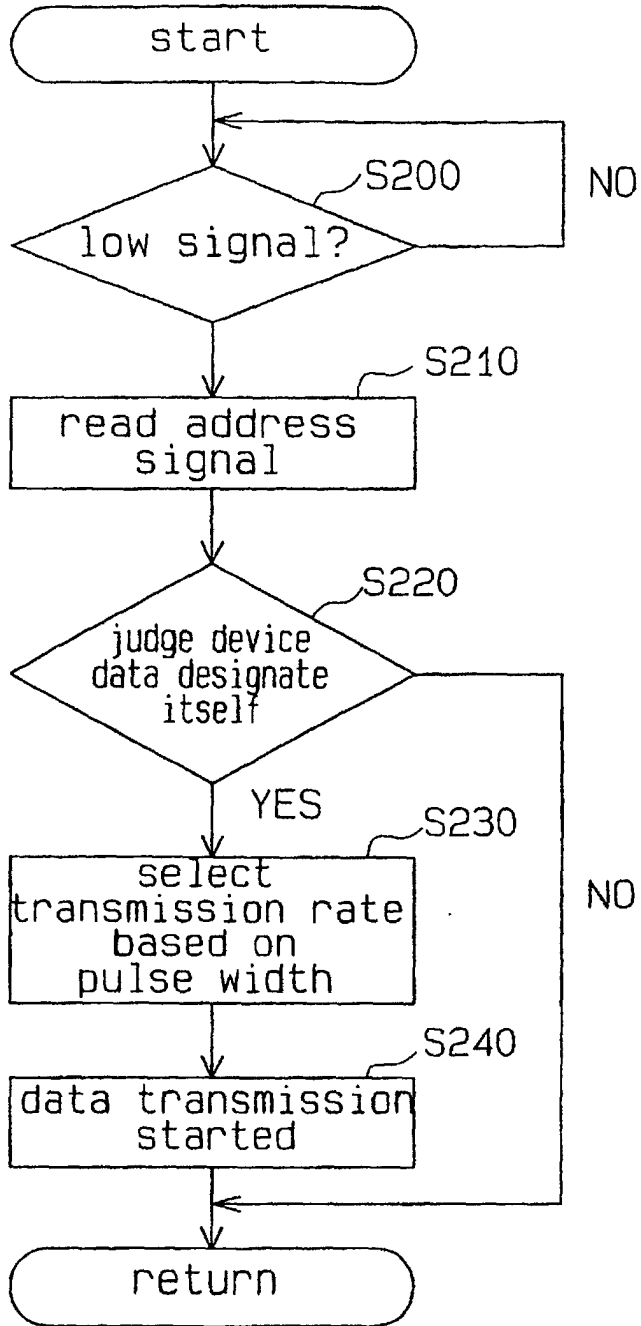 start
S200
NO
low signal?
S210
read address
signal
S220
judge device
data designate
itself
YES
S230
select
transmission rate
based on
pulse width
NO
S240
data transmission
started
return